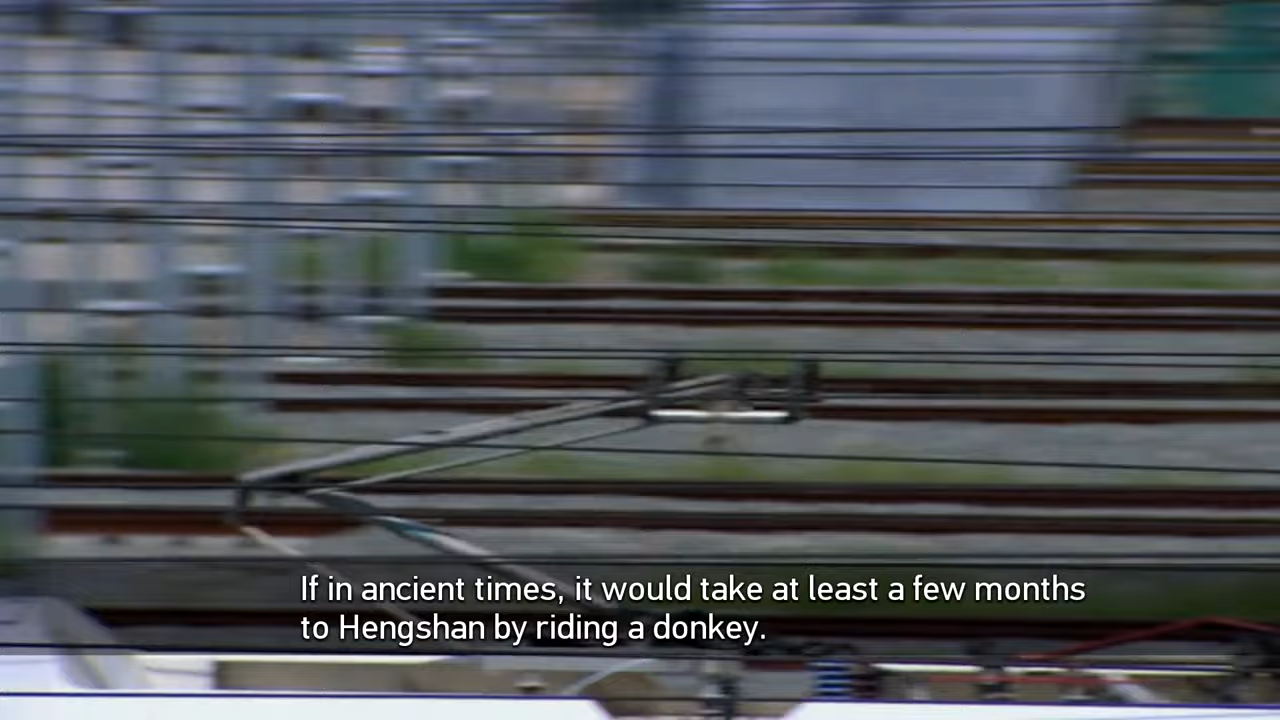 If in ancient times, it would take at least a few months
to Hengshan by riding a donkey.